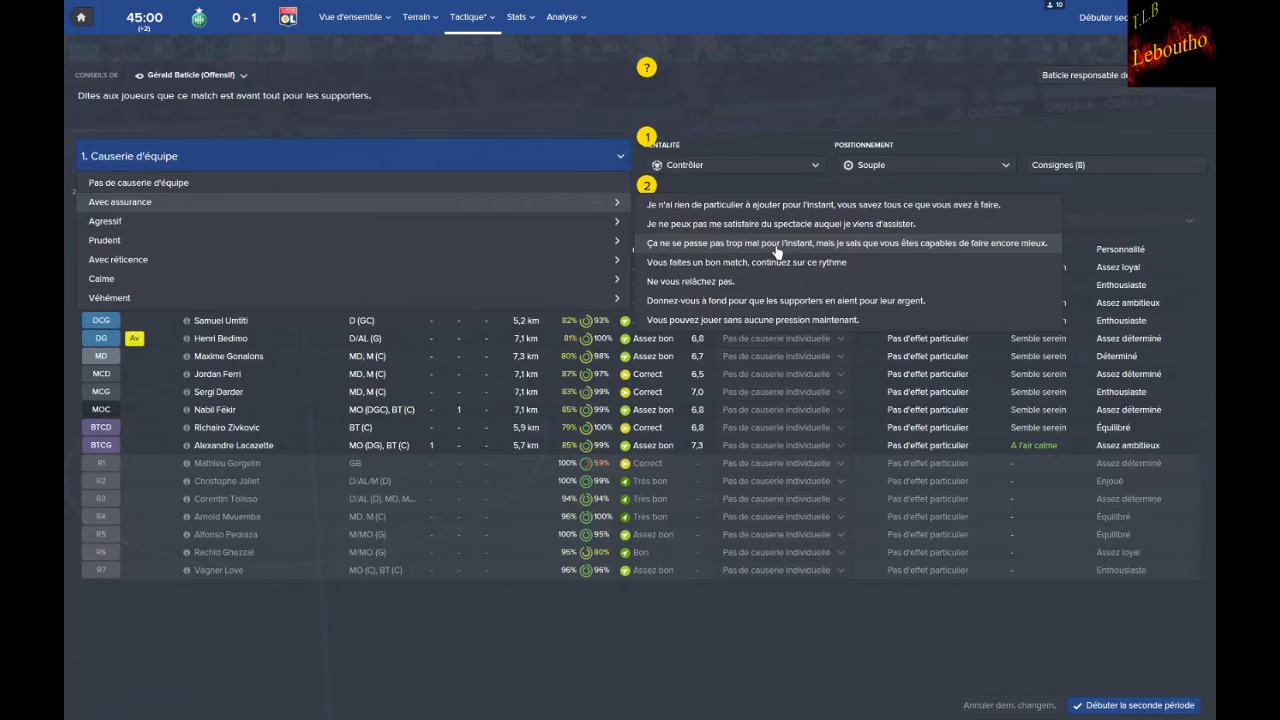 45:00
(+2)
0 - 1
Vue d'ensemble
Terrain
Tactique*
Stats
Analyse
10
T.L.B
Leboutho
CONSEILS DE
Gérald Baticle (Offensif)
?
Baticle responsable de
Dites aux joueurs que ce match est avant tout pour les supporters.
1. Causerie d'équipe
1
POSITIONNEMENT
Contrôler
Souple
Consignes (8)
Pas de causerie d'équipe
2
Avec assurance
Je n'ai rien de particulier à ajouter pour l'instant, vous savez tous ce que vous avez à faire.
Agressif
Je ne peux pas me satisfaire du spectacle auquel je viens d'assister.
Prudent
Ça ne se passe pas trop mal pour l'instant, mais je sais que vous êtes capables de faire encore mieux.
Personnalité
Avec réticence
Vous faites un bon match, continuez sur ce rythme
Assez loyal
Calme
Ne vous relâchez pas.
Enthousiaste
Véhément
Donnez-vous à fond pour que les supporters en aient pour leur argent.
Assez ambitieux
Vous pouvez jouer sans aucune pression maintenant.
DCG Samuel Umtiti D (GC) - - - 5,2 km 82% 93% Enthousiaste
DG Av Henri Bedimo D/AL (G) - - - 7,1 km 81% 100% Assez bon 6,8 Pas de causerie individuelle Pas d'effet particulier Semble serein Assez déterminé
MD Maxime Gonalons MD, M (C) - - - 7,3 km 80% 98% Assez bon 6,7 Pas de causerie individuelle Pas d'effet particulier Semble serein Déterminé
MCD Jordan Ferri MD, M (C) - - - 7,1 km 87% 97% Correct 6,5 Pas de causerie individuelle Pas d'effet particulier Semble serein Assez déterminé
MCG Sergi Darder MD, M (C) - - - 7,1 km 83% 99% Correct 7,0 Pas de causerie individuelle Pas d'effet particulier Semble serein Enthousiaste
MOC Nabil Fékir MO (DGC), BT (C) - 1 - 7,1 km 85% 99% Assez bon 6,8 Pas de causerie individuelle Pas d'effet particulier Semble serein Assez déterminé
BTCD Richairo Zivkovic BT (C) - - - 5,9 km 79% 100% Correct 6,8 Pas de causerie individuelle Pas d'effet particulier Semble serein Équilibré
BTCG Alexandre Lacazette MO (DG), BT (C) 1 - - 5,7 km 85% 99% Assez bon 7,3 Pas de causerie individuelle Pas d'effet particulier A l'air calme Assez ambitieux
R1 Mathieu Gorgelin GB - - - 100% 59% Correct - Pas de causerie individuelle Pas d'effet particulier - Assez déterminé
R2 Christophe Jallet D/AL/M (D) - - - 100% 99% Très bon - Pas de causerie individuelle Pas d'effet particulier - Enjoué
R3 Corentin Tolisso D/AL (D), MD, M... - - - 94% 94% Très bon - Pas de causerie individuelle Pas d'effet particulier - Assez déterminé
R4 Arnold Mvuemba MD, M (C) - - - 96% 100% Très bon - Pas de causerie individuelle Pas d'effet particulier - Équilibré
R5 Alfonso Pedraza M/MO (G) - - - 100% 95% Assez bon - Pas de causerie individuelle Pas d'effet particulier - Équilibré
R6 Rachid Ghezzal M/MO (G) - - - 95% 80% Bon - Pas de causerie individuelle Pas d'effet particulier - Assez loyal
R7 Vágner Love MO (C), BT (C) - - - 96% 96% Assez bon - Pas de causerie individuelle Pas d'effet particulier - Enthousiaste
Annuler dern. changem.
Débuter la seconde période